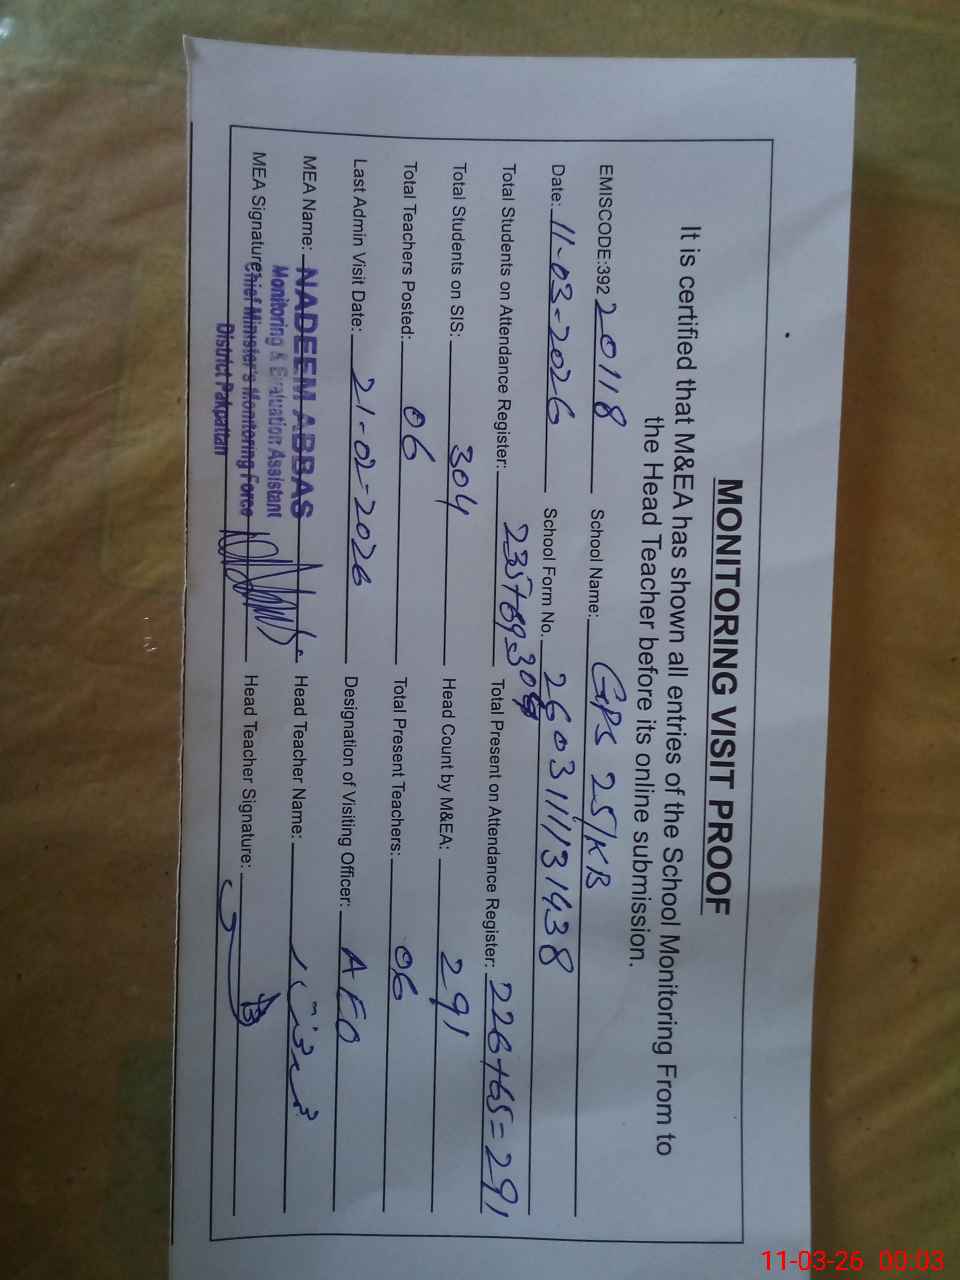 MONITORING VISIT PROOF
It is certified that M&EA has shown all entries of the School Monitoring From to
the Head Teacher before its online submission.
EMISCODE:392 20118 School Name: GPS 25/KB
Date: 11-03-2026 School Form No. 260311131438
Total Students on Attendance Register: 235+69=304 Total Present on Attendance Register: 226+65=291
Total Students on SIS: 304 Head Count by M&EA: 291
Total Teachers Posted: 06 Total Present Teachers: 06
Last Admin Visit Date: 21-02-2026 Designation of Visiting Officer: AEO
MEA Name: NADEEM ABBAS Head Teacher Name:
Monitoring & Evaluation Assistant
MEA Signature: Chief Minister's Monitoring Force Head Teacher Signature:
District Pakpattan
11-03-26 00:03